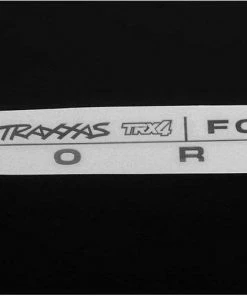 TRAXXAS TRX4 | FO
O R